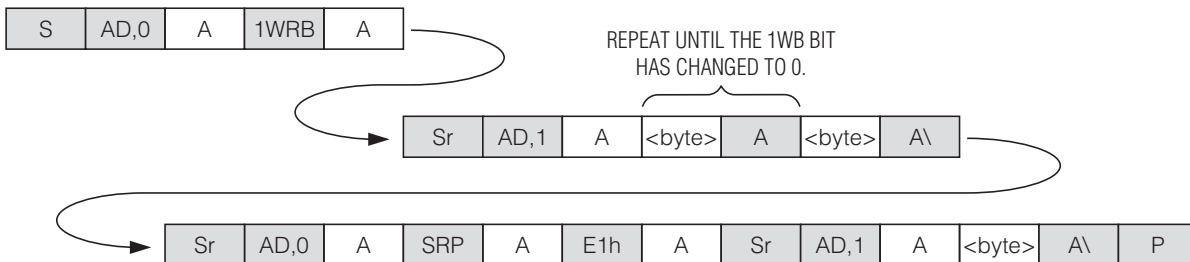 S AD,0 A 1WRB A
REPEAT UNTIL THE 1WB BIT
HAS CHANGED TO 0.
Sr AD,1 A <byte> A <byte> A\
Sr AD,0 A SRP A E1h A Sr AD,1 A <byte> A\ P